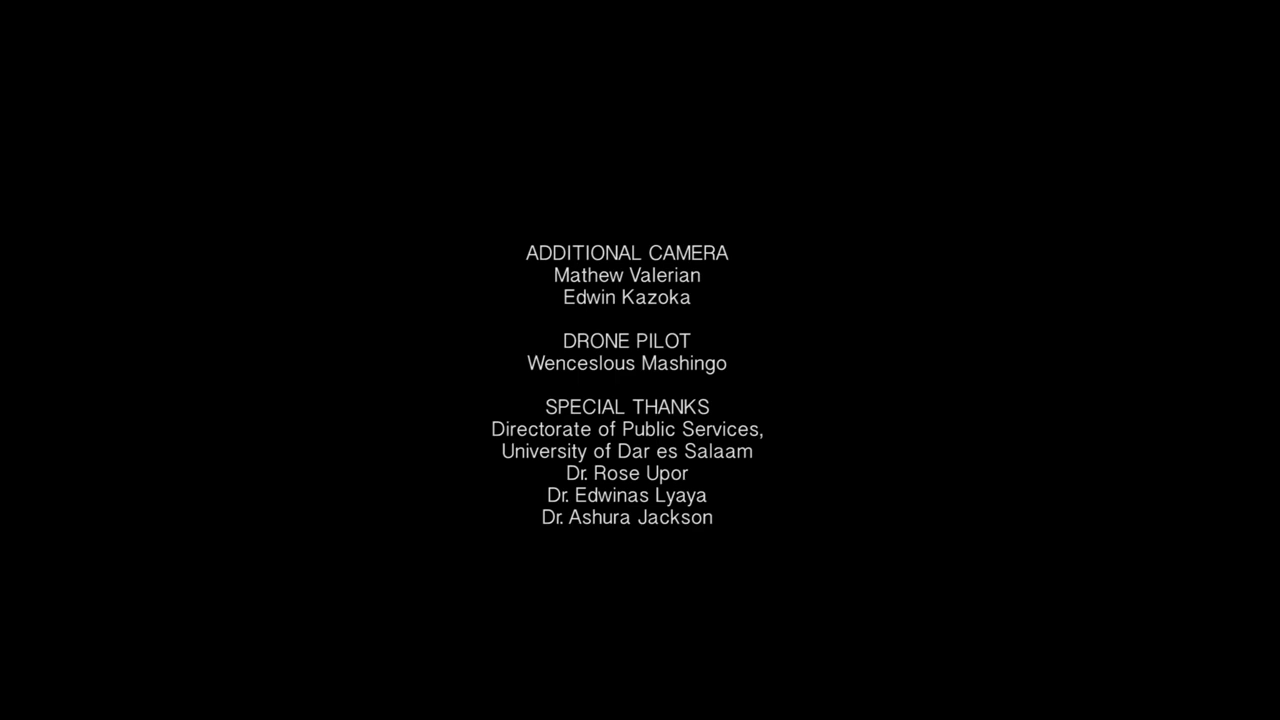 ADDITIONAL CAMERA
Mathew Valerian
Edwin Kazoka
DRONE PILOT
Wenceslous Mashingo
SPECIAL THANKS
Directorate of Public Services,
University of Dar es Salaam
Dr. Rose Upor
Dr. Edwinas Lyaya
Dr. Ashura Jackson